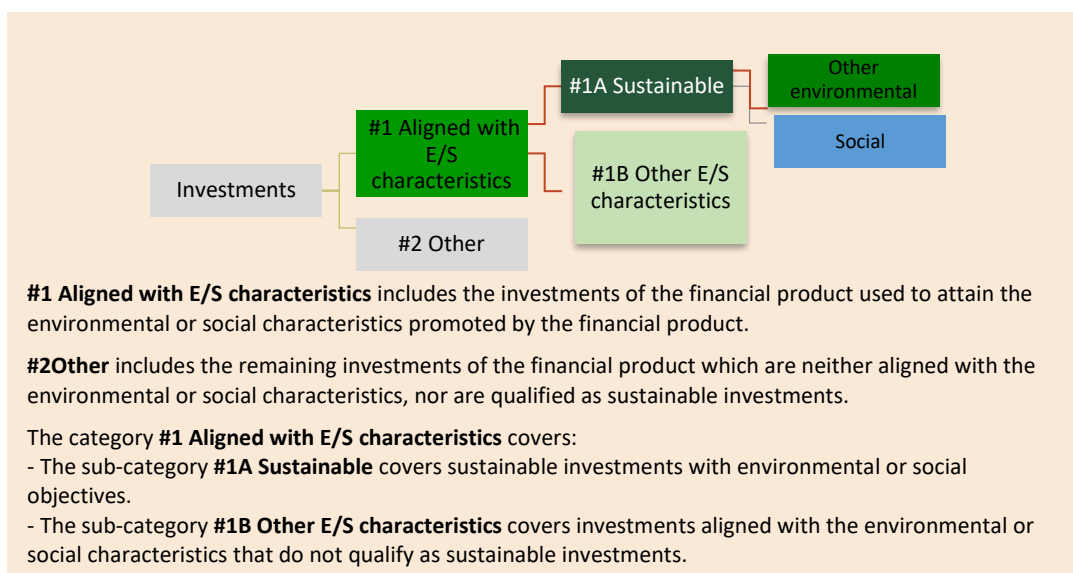 Other
environmental
#1A Sustainable
#1 Aligned with
E/S
characteristics
Social
#1B Other E/S
characteristics
Investments
#2 Other
#1 Aligned with E/S characteristics includes the investments of the financial product used to attain the
environmental or social characteristics promoted by the financial product.
#2Other includes the remaining investments of the financial product which are neither aligned with the
environmental or social characteristics, nor are qualified as sustainable investments.
The category #1 Aligned with E/S characteristics covers:
- The sub-category #1A Sustainable covers sustainable investments with environmental or social
objectives.
- The sub-category #1B Other E/S characteristics covers investments aligned with the environmental or
social characteristics that do not qualify as sustainable investments.